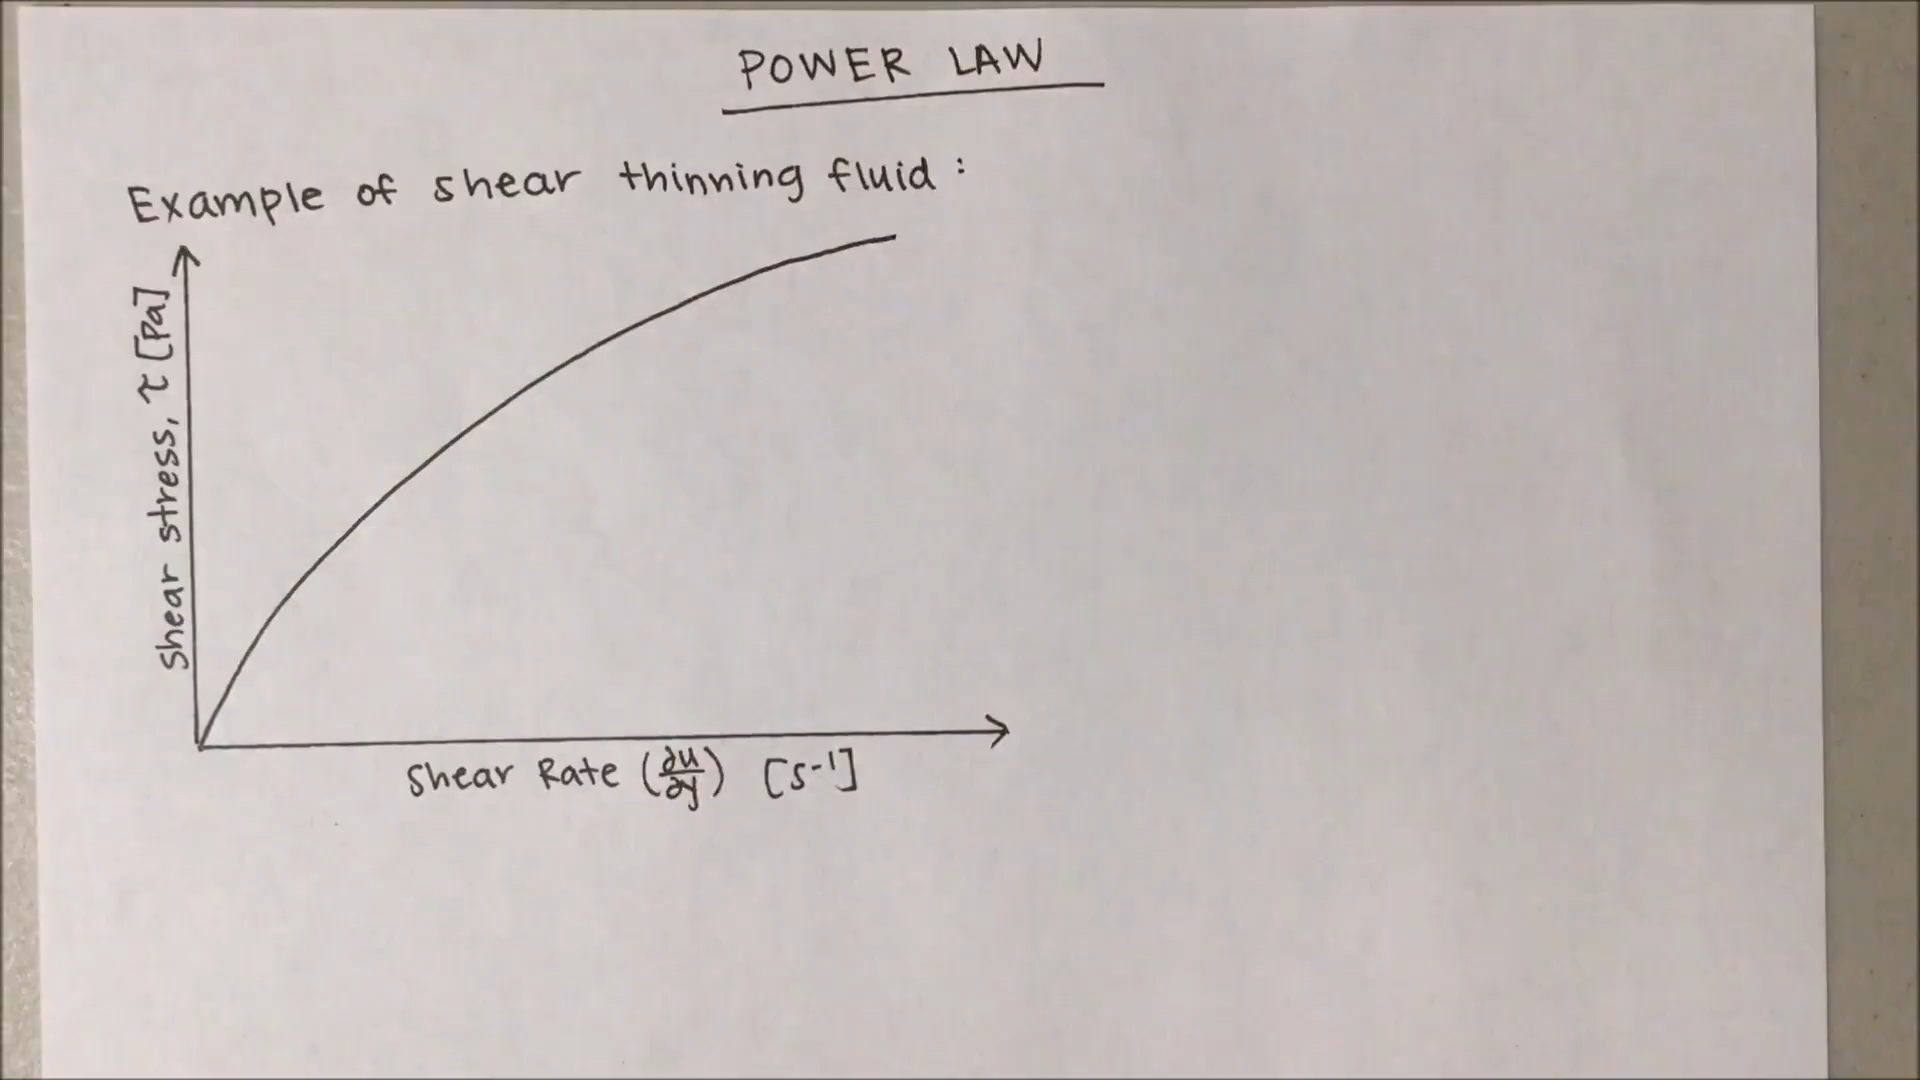 POWER LAW
Example of shear thinning fluid :
Shear stress, τ [Pa]
Shear Rate (∂u/∂y) [s⁻¹]